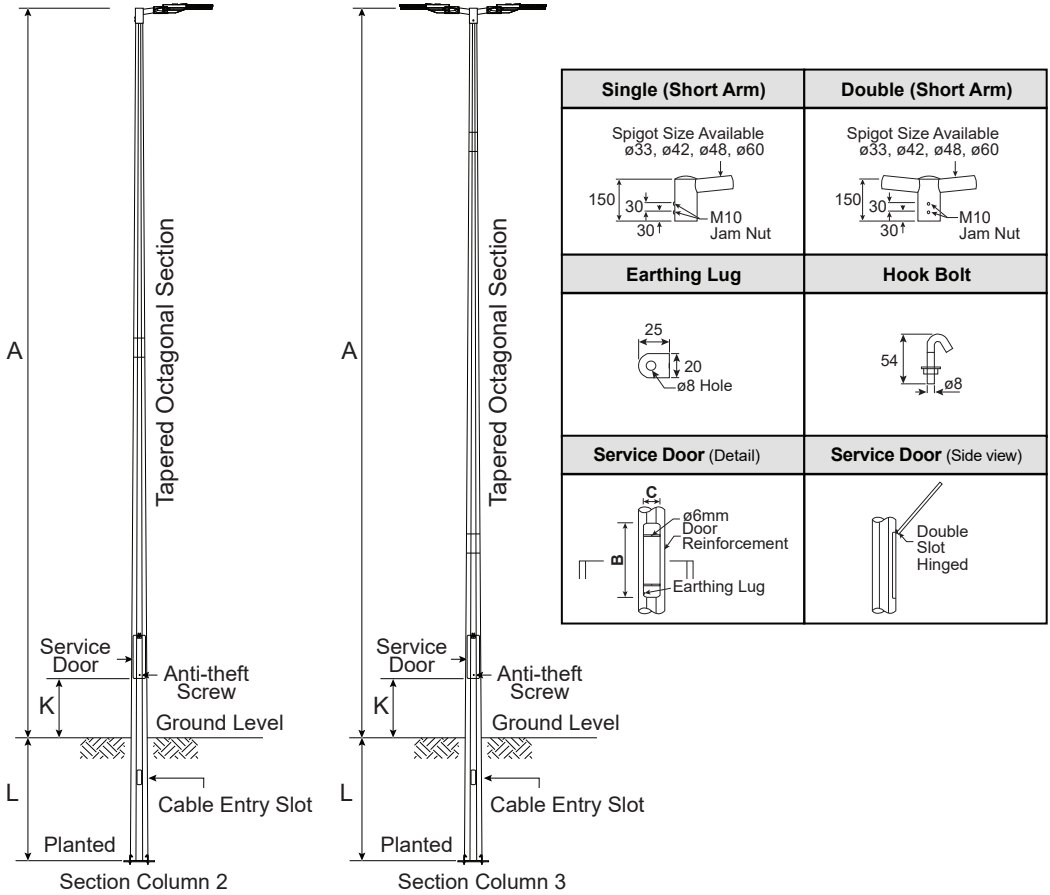 A
Tapered Octagonal Section
Service
Door
Anti-theft
Screw
K
Ground Level
L
Cable Entry Slot
Planted
Section Column 2
A
Tapered Octagonal Section
Service
Door
Anti-theft
Screw
K
Ground Level
L
Cable Entry Slot
Planted
Section Column 3
Single (Short Arm)
Spigot Size Available
ø33, ø42, ø48, ø60
150
30
30
M10
Jam Nut
Double (Short Arm)
Spigot Size Available
ø33, ø42, ø48, ø60
150
30
30
M10
Jam Nut
Earthing Lug
25
20
ø8 Hole
Hook Bolt
54
ø8
Service Door (Detail)
C
ø6mm
Door
Reinforcement
B
Earthing Lug
Service Door (Side view)
Double
Slot
Hinged